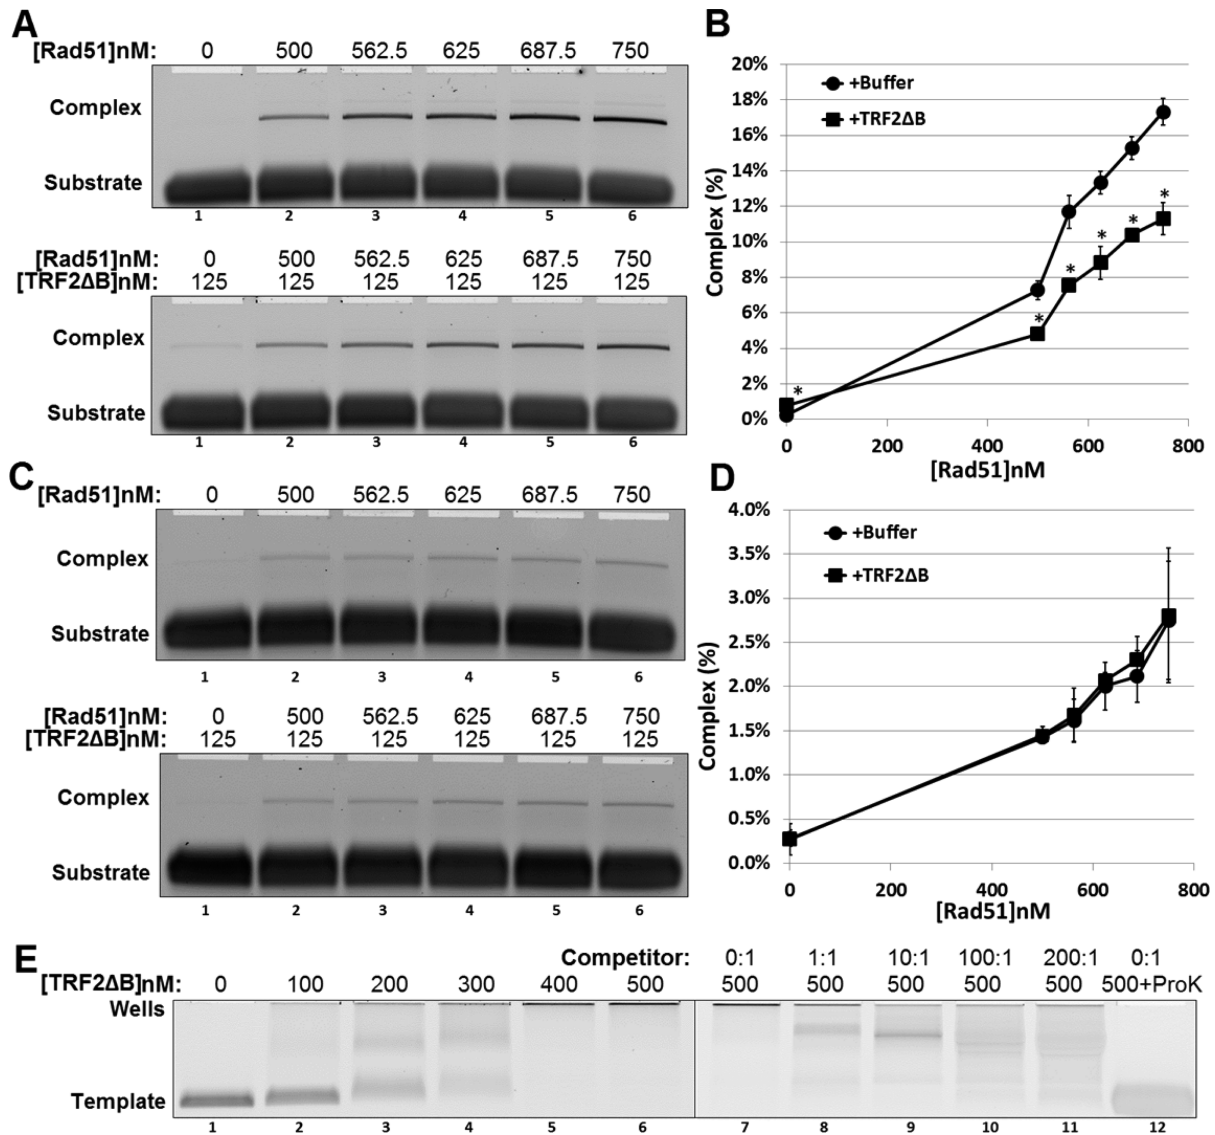 A
[Rad51]nM: 0 500 562.5 625 687.5 750
Complex
Substrate
1 2 3 4 5 6
[Rad51]nM: 0 500 562.5 625 687.5 750
[TRF2ΔB]nM: 125 125 125 125 125 125
Complex
Substrate
1 2 3 4 5 6
B
20%
18%
16%
14%
12%
10%
8%
6%
4%
2%
0%
Complex (%)
+Buffer
+TRF2ΔB
* * * * * *
0 200 400 600 800
[Rad51]nM
C
[Rad51]nM: 0 500 562.5 625 687.5 750
Complex
Substrate
1 2 3 4 5 6
[Rad51]nM: 0 500 562.5 625 687.5 750
[TRF2ΔB]nM: 125 125 125 125 125 125
Complex
Substrate
1 2 3 4 5 6
D
4.0%
3.5%
3.0%
2.5%
2.0%
1.5%
1.0%
0.5%
0.0%
Complex (%)
+Buffer
+TRF2ΔB
0 200 400 600 800
[Rad51]nM
E
Competitor: 0:1 1:1 10:1 100:1 200:1 0:1
[TRF2ΔB]nM: 0 100 200 300 400 500 500 500 500 500 500 500+ProK
Wells
Template
1 2 3 4 5 6 7 8 9 10 11 12